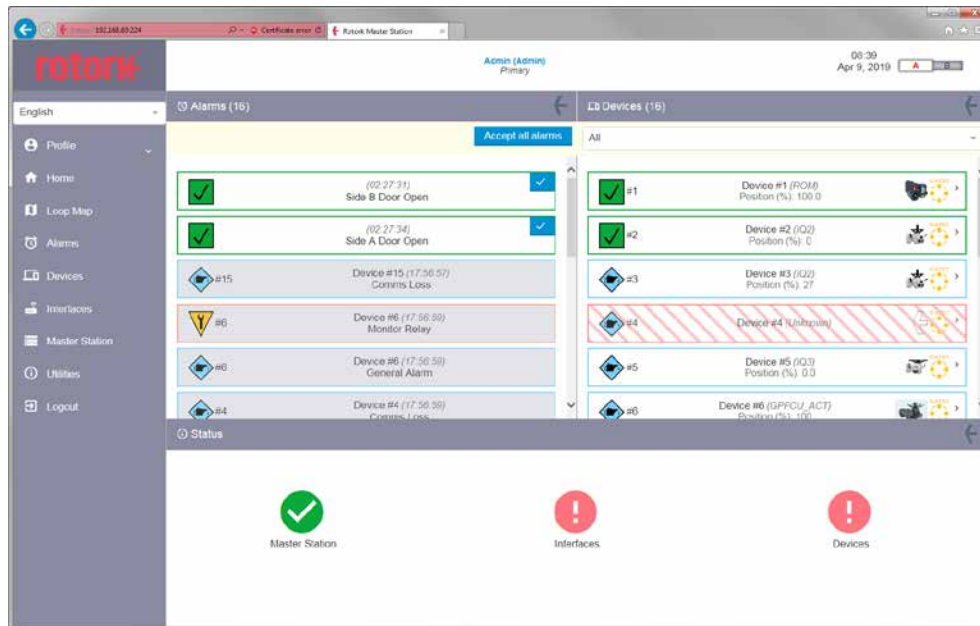 192.168.69.224
Certificate error
Rotork Master Station
rotork
Admin (Admin)
Primary
08:39
Apr 9, 2019
A
B
English
Profile
Home
Loop Map
Alarms
Devices
Interfaces
Master Station
Utilities
Logout
Alarms (16)
Accept all alarms
(02:27:31)
Side B Door Open
(02:27:34)
Side A Door Open
#15
Device #15 (17:56:57)
Comms Loss
#6
Device #6 (17:56:59)
Monitor Relay
#6
Device #6 (17:56:59)
General Alarm
#4
Device #4 (17:56:59)
Comms Loss
Devices (16)
All
#1
Device #1 (ROM)
Position (%): 100.0
#2
Device #2 (IQ2)
Position (%): 0
#3
Device #3 (IQ2)
Position (%): 27
#4
Device #4 (Unknown)
#5
Device #5 (IQ3)
Position (%): 0.0
#6
Device #6 (GPFCU_ACT)
Position (%): 100
Status
Master Station
Interfaces
Devices